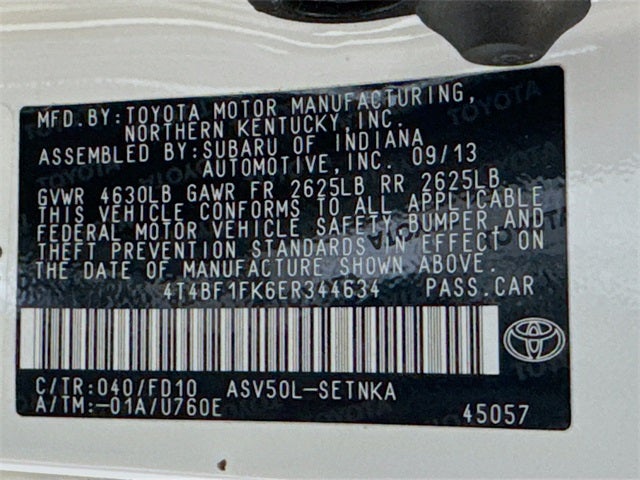 MFD.BY:TOYOTA MOTOR MANUFACTURING,
NORTHERN KENTUCKY,INC.
ASSEMBLED BY:SUBARU OF INDIANA
AUTOMOTIVE,INC. 09/13
GVWR 4630LB GAWR FR 2625LB RR 2625LB
THIS VEHICLE CONFORMS TO ALL APPLICABLE
FEDERAL MOTOR VEHICLE SAFETY, BUMPER AND
THEFT PREVENTION STANDARDS IN EFFECT ON
THE DATE OF MANUFACTURE SHOWN ABOVE.
4T4BF1FK6ER344634 PASS.CAR
C/TR:040/FD10 ASV50L-SETNKA
A/TM:-01A/U760E 45057